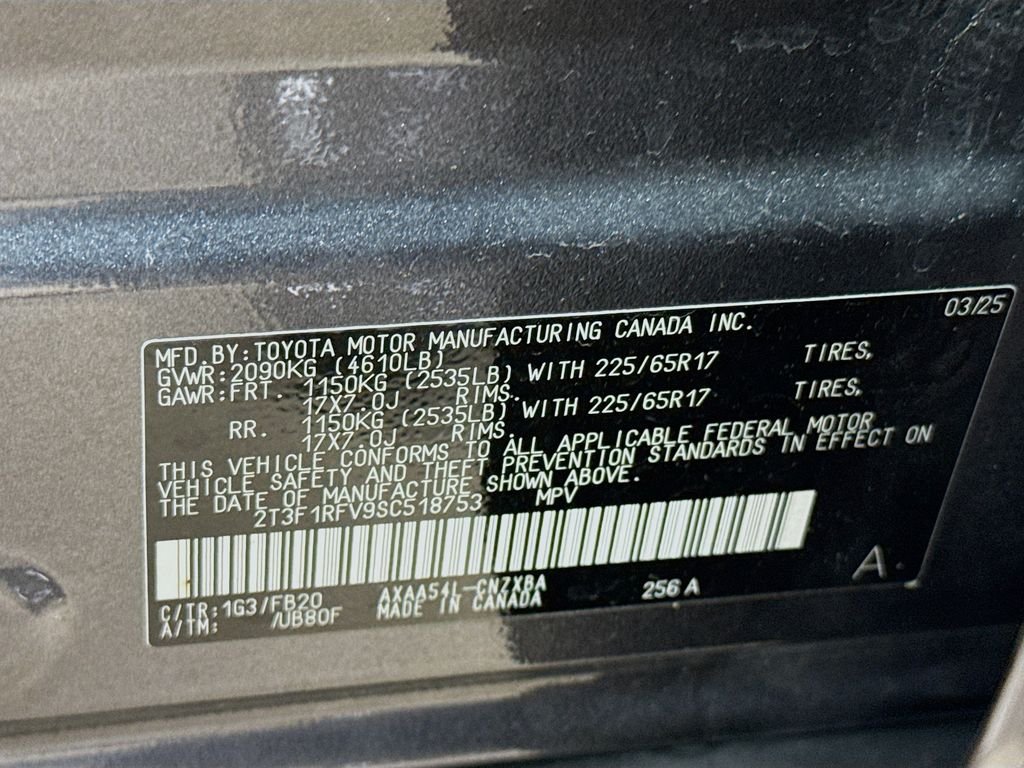 03/25
MFD.BY:TOYOTA MOTOR MANUFACTURING CANADA INC.
GVWR:2090KG (4610LB)
GAWR:FRT. 1150KG (2535LB) WITH 225/65R17 TIRES,
17X7.0J RIMS.
RR. 1150KG (2535LB) WITH 225/65R17 TIRES,
17X7.0J RIMS.
THIS VEHICLE CONFORMS TO ALL APPLICABLE FEDERAL MOTOR
VEHICLE SAFETY AND THEFT PREVENTION STANDARDS IN EFFECT ON
THE DATE OF MANUFACTURE SHOWN ABOVE.
2T3F1RFV9SC518753 MPV
A
C/TR:1G3/FB20 AXAA54L-CNZXBA 256 A
A/TM: /UB80F MADE IN CANADA